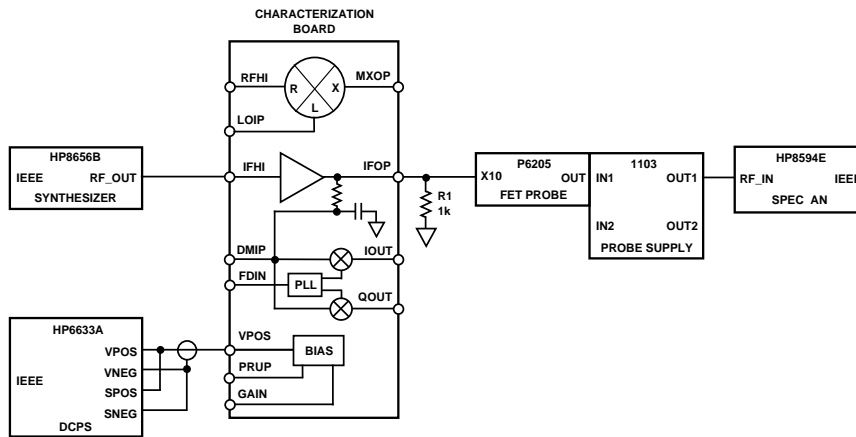 CHARACTERIZATION
BOARD
RFHI
R
X
L
MXOP
LOIP
HP8656B
IEEE
RF_OUT
SYNTHESIZER
IFHI
IFOP
R1
1k
P6205
X10
OUT
FET PROBE
1103
IN1
OUT1
IN2
OUT2
PROBE SUPPLY
HP8594E
RF_IN
IEEE
SPEC AN
DMIP
IOUT
FDIN
PLL
QOUT
HP6633A
VPOS
VNEG
IEEE
SPOS
SNEG
DCPS
VPOS
BIAS
PRUP
GAIN